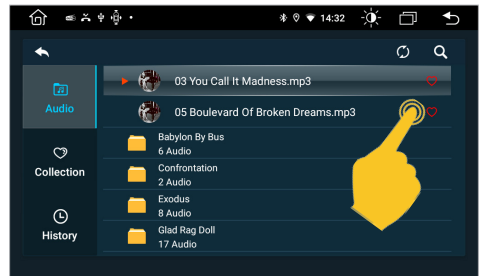 14:32
03 You Call It Madness.mp3
Audio
05 Boulevard Of Broken Dreams.mp3
Babylon By Bus
6 Audio
Collection
Confrontation
2 Audio
Exodus
8 Audio
History
Glad Rag Doll
17 Audio